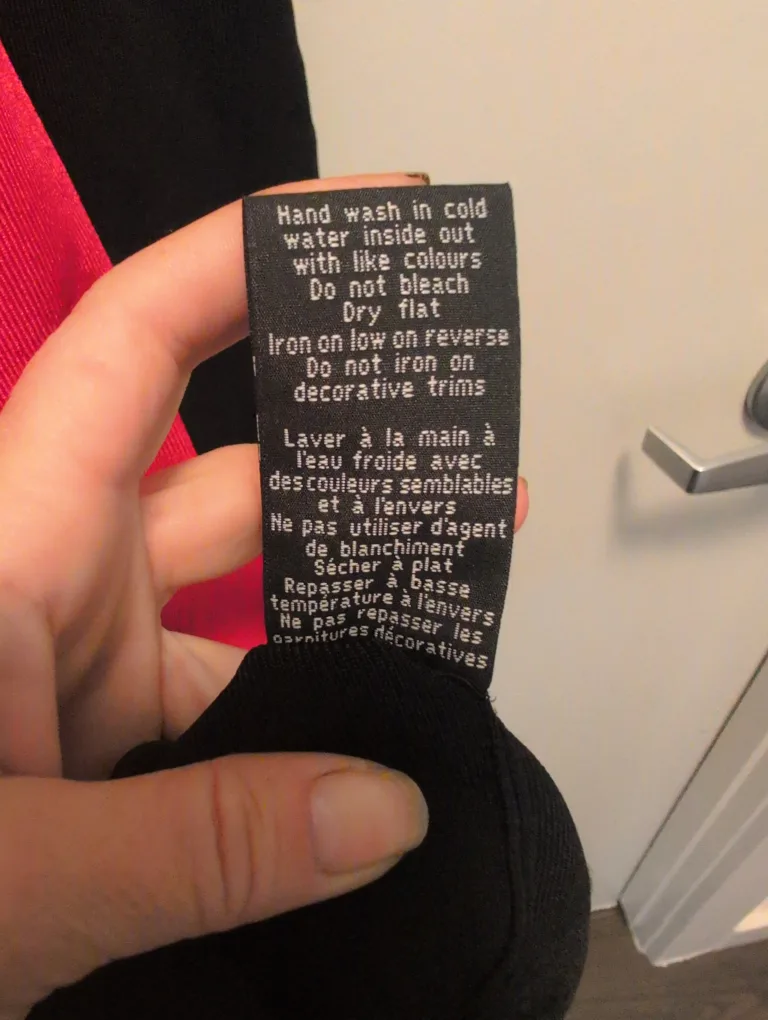 Hand wash in cold
water inside out
with like colours
Do not bleach
Dry flat
Iron on low on reverse
Do not iron on
decorative trims
Laver à la main à
l'eau froide avec
des couleurs semblables
et à l'envers
Ne pas utiliser d'agent
de blanchiment
Sécher à plat
Repasser à basse
température à l'envers
Ne pas repasser les
garnitures décoratives